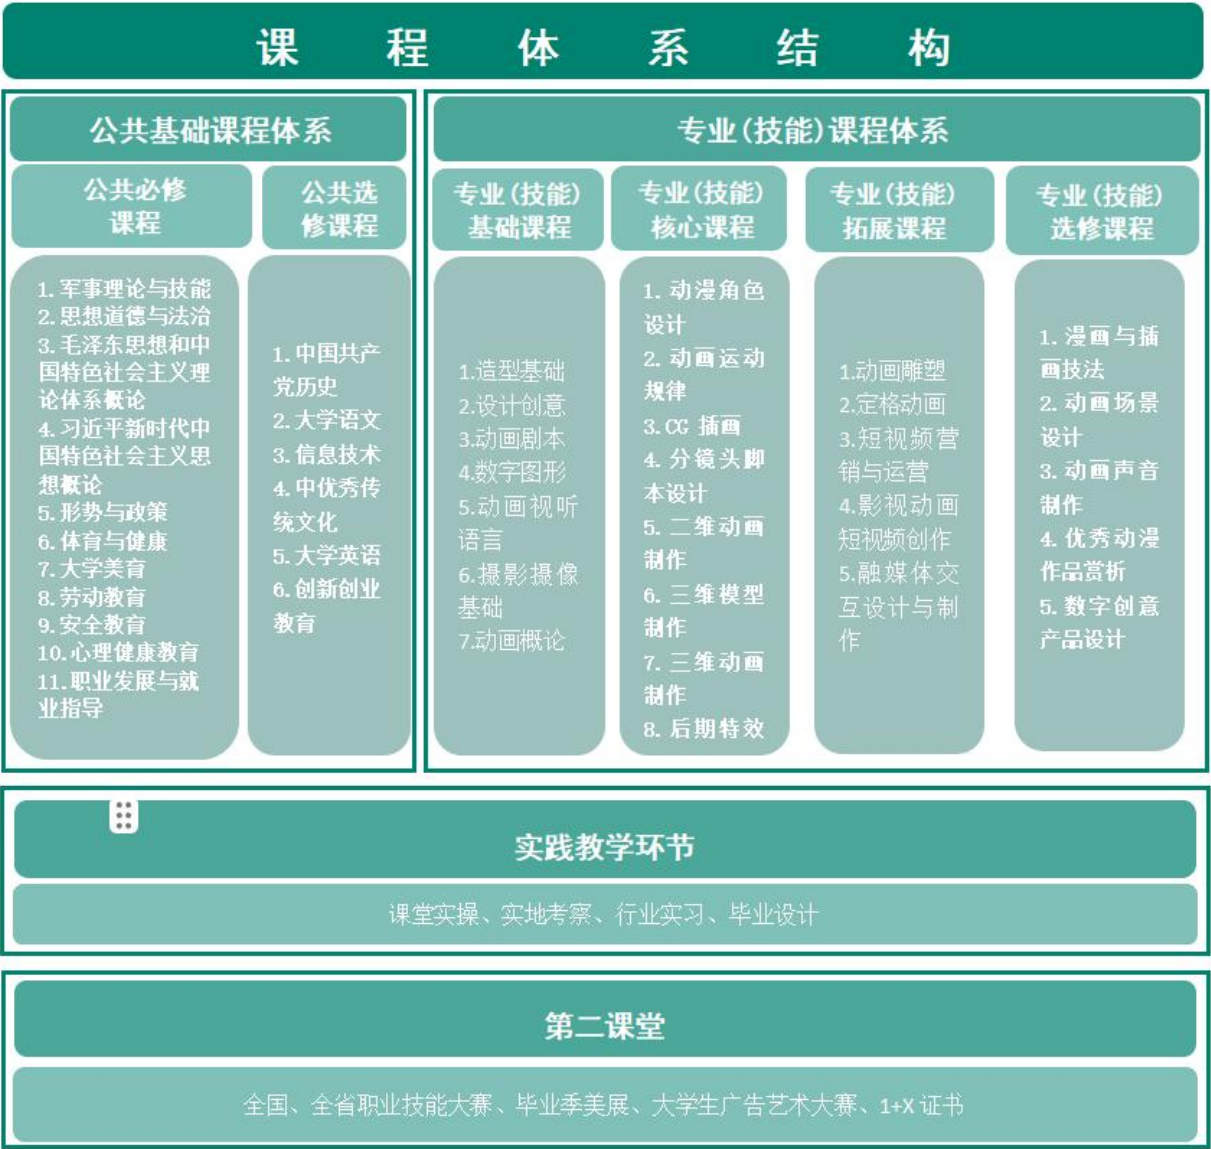 课程体系结构
公共基础课程体系
公共必修
课程
1.军事理论与技能
2.思想道德与法治
3.毛泽东思想和中
国特色社会主义理
论体系概论
4.习近平新时代中
国特色社会主义思
想概论
5.形势与政策
6.体育与健康
7.大学美育
8.劳动教育
9.安全教育
10.心理健康教育
11.职业发展与就
业指导
公共选
修课程
1.中国共产
党历史
2.大学语文
3.信息技术
4.中优秀传
统文化
5.大学英语
6.创新创业
教育
专业(技能)课程体系
专业(技能)
基础课程
1.造型基础
2.设计创意
3.动画剧本
4.数字图形
5.动画视听
语言
6.摄影摄像
基础
7.动画概论
专业(技能)
核心课程
1.动漫角色
设计
2.动画运动
规律
3.CG 插画
4.分镜头脚
本设计
5.二维动画
制作
6.三维模型
制作
7.三维动画
制作
8.后期特效
专业(技能)
拓展课程
1.动画雕塑
2.定格动画
3.短视频营
销与运营
4.影视动画
短视频创作
5.融媒体交
互设计与制
作
专业(技能)
选修课程
1.漫画与插
画技法
2.动画场景
设计
3.动画声音
制作
4.优秀动漫
作品赏析
5.数字创意
产品设计
实践教学环节
课堂实操、实地考察、行业实习、毕业设计
第二课堂
全国、全省职业技能大赛、毕业季美展、大学生广告艺术大赛、1+X 证书